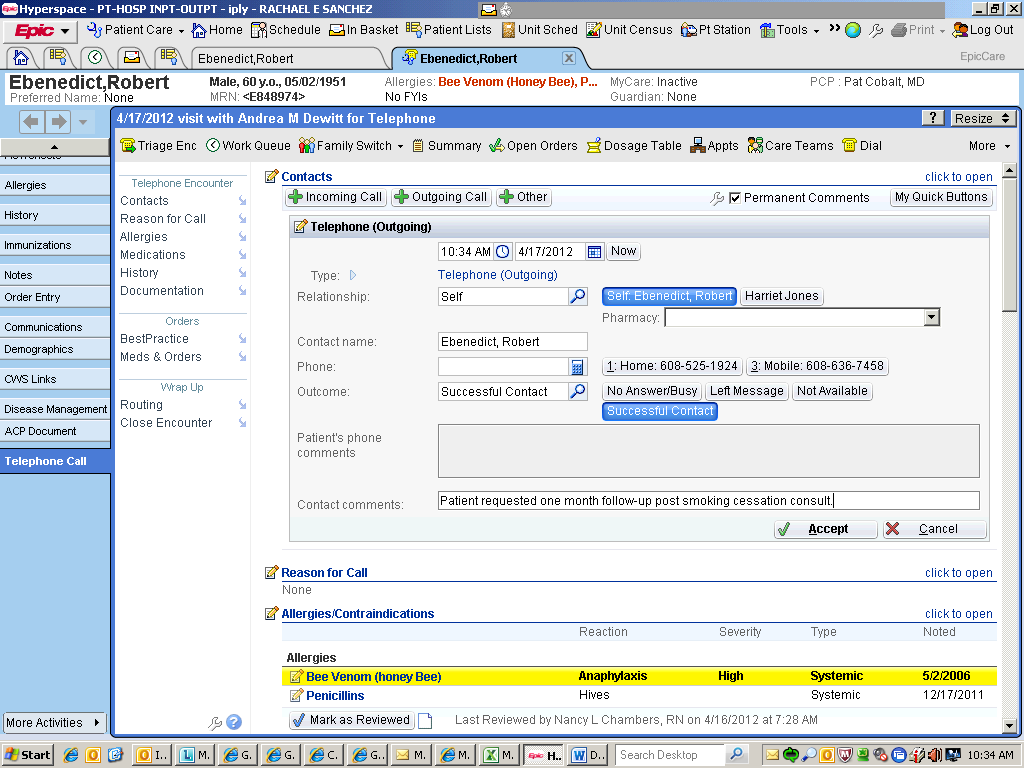 Epic Hyperspace - PT-HOSP INPT-OUTPT - iply - RACHAEL E SANCHEZ
Epic Patient Care Home Schedule In Basket Patient Lists Unit Sched Unit Census Pt Station Tools » Print Log Out
Ebenedict,Robert Ebenedict,Robert EpicCare
Ebenedict,Robert Male, 60 y.o., 05/02/1951 Allergies: Bee Venom (Honey Bee), P... MyCare: Inactive PCP : Pat Cobalt, MD
Preferred Name: None MRN: <E848974> No FYIs Guardian: None
4/17/2012 visit with Andrea M Dewitt for Telephone ? Resize
Triage Enc Work Queue Family Switch Summary Open Orders Dosage Table Appts Care Teams Dial More
Allergies
History
Immunizations
Notes
Order Entry
Communications
Demographics
CWS Links
Disease Management
ACP Document
Telephone Call
More Activities
Telephone Encounter
Contacts
Reason for Call
Allergies
Medications
History
Documentation
Orders
BestPractice
Meds & Orders
Wrap Up
Routing
Close Encounter
Contacts click to open
Incoming Call Outgoing Call Other Permanent Comments My Quick Buttons
Telephone (Outgoing)
10:34 AM 4/17/2012 Now
Type: Telephone (Outgoing)
Relationship: Self Self: Ebenedict, Robert Harriet Jones
Pharmacy:
Contact name: Ebenedict, Robert
Phone: 1: Home: 608-525-1924 3: Mobile: 608-636-7458
Outcome: Successful Contact No Answer/Busy Left Message Not Available
Successful Contact
Patient's phone
comments
Contact comments: Patient requested one month follow-up post smoking cessation consult.
Accept Cancel
Reason for Call click to open
None
Allergies/Contraindications click to open
Reaction Severity Type Noted
Allergies
Bee Venom (honey Bee) Anaphylaxis High Systemic 5/2/2006
Penicillins Hives Systemic 12/17/2011
Mark as Reviewed Last Reviewed by Nancy L Chambers, RN on 4/16/2012 at 7:28 AM
Start I.. M. G. G. C. G.. M. M. M. Epic H.. D.. Search Desktop 10:34 AM